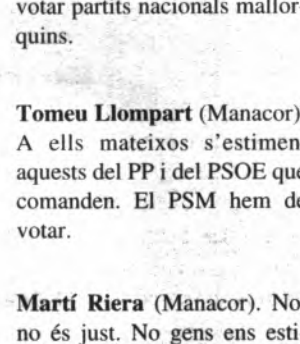 votar partits nacionals mallor-
quins.
Tomeu Llompart (Manacor)
A ells mateixos s'estimen
aquests del PP i del PSOE que
comanden. El PSM hem de
votar.
Martí Riera (Manacor). No
no és just. No gens ens esti-